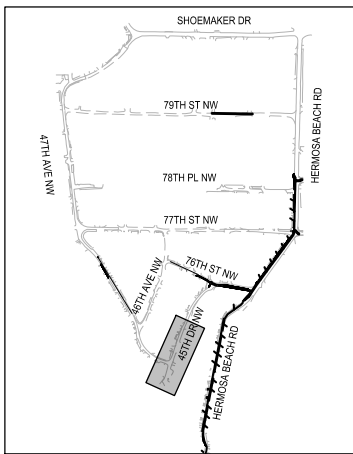 SHOEMAKER DR
79TH ST NW
47TH AVE NW
HERMOSA BEACH RD
78TH PL NW
77TH ST NW
76TH ST NW
46TH AVE NW
45TH DR NW
HERMOSA BEACH RD